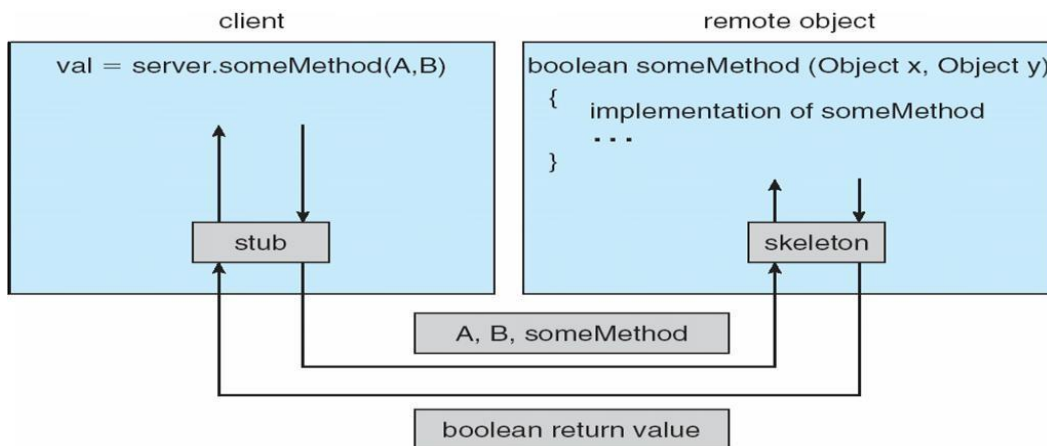 client
val = server.someMethod(A,B)
stub
remote object
boolean someMethod (Object x, Object y)
{
implementation of someMethod
. . .
}
skeleton
A, B, someMethod
boolean return value